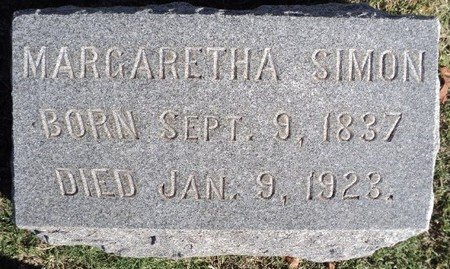 MARGARETHA SIMON
BORN SEPT. 9, 1837
DIED JAN. 9, 1923.